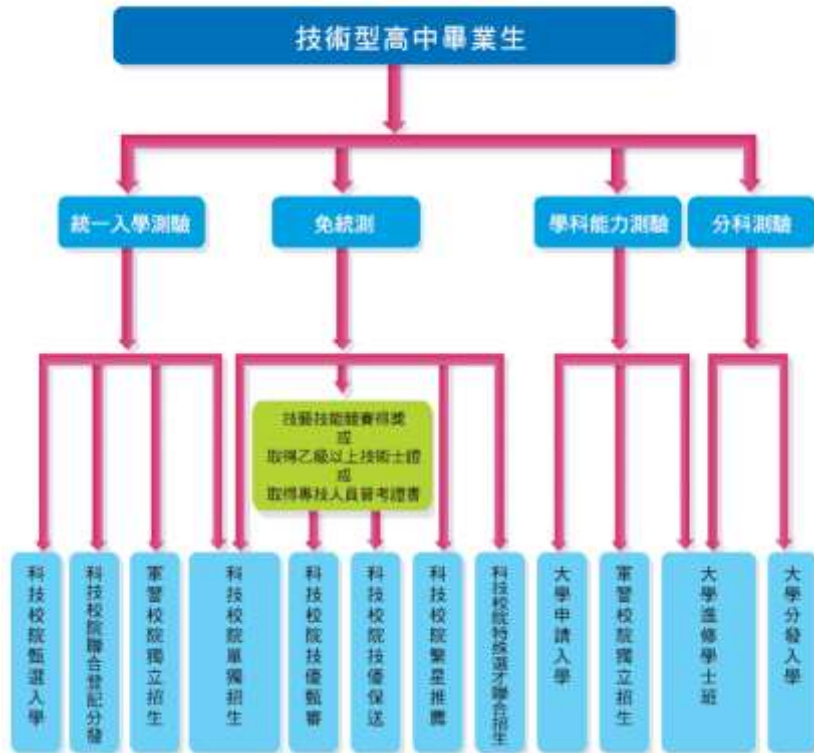 技術型高中畢業生
統一入學測驗
免統測
學科能力測驗
分科測驗
技藝技能競賽得獎
或
取得乙級以上技術士證
或
取得專技人員普考證書
科技校院甄選入學
科技校院聯合登記分發
軍警校院獨立招生
科技校院單獨招生
科技校院技優甄審
科技校院技優保送
科技校院繁星推薦
科技校院特殊選才聯合招生
大學申請入學
軍警校院獨立招生
大學進修學士班
大學分發入學